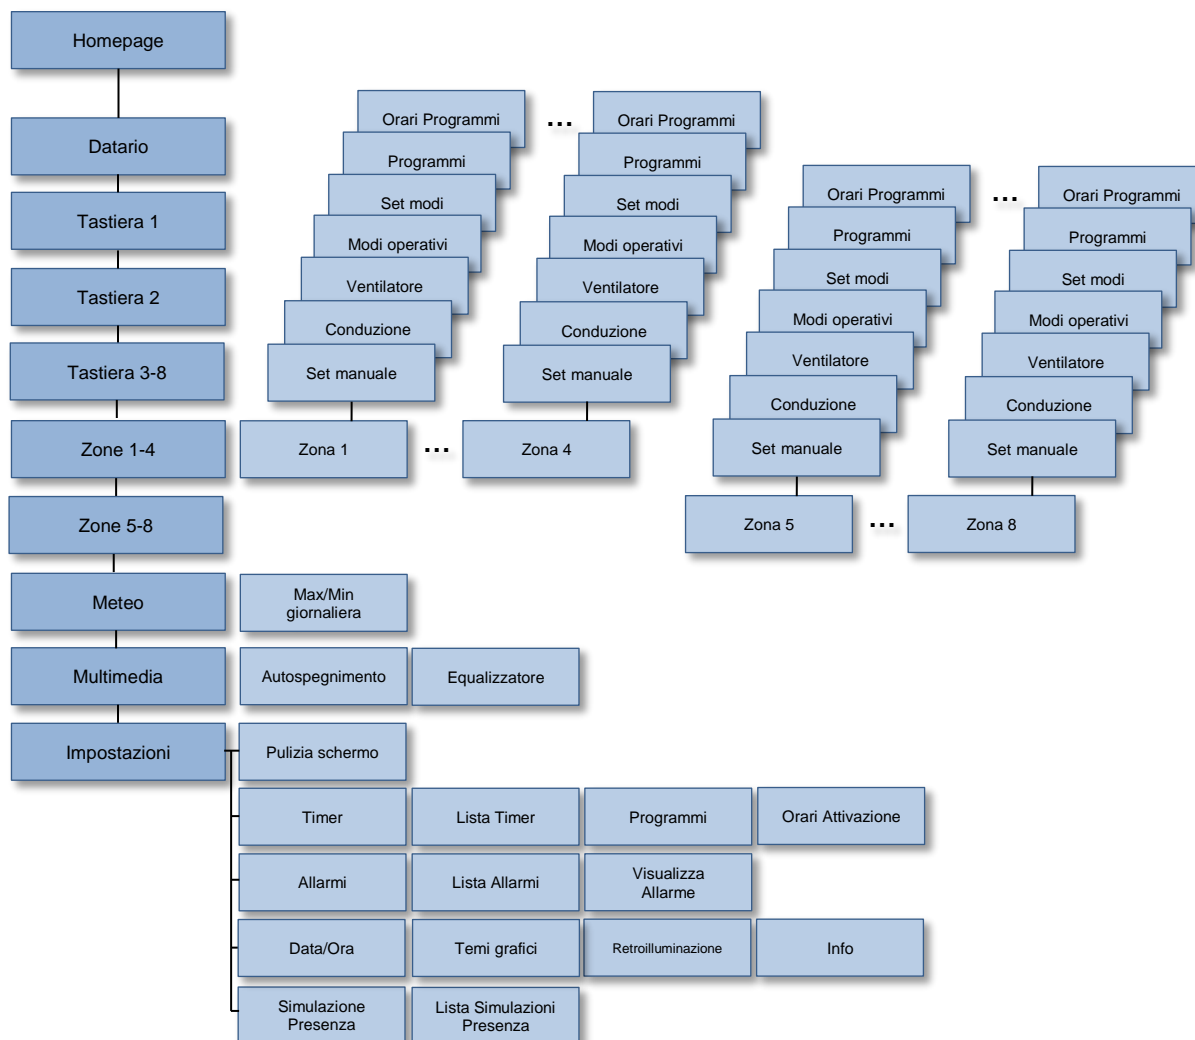 Homepage
Datario
Tastiera 1
Tastiera 2
Tastiera 3-8
Zone 1-4
Zone 5-8
Meteo
Multimedia
Impostazioni
Orari Programmi
Programmi
Set modi
Modi operativi
Ventilatore
Conduzione
Set manuale
Zona 1
...
Orari Programmi
Programmi
Set modi
Modi operativi
Ventilatore
Conduzione
Set manuale
...
Zona 4
Orari Programmi
Programmi
Set modi
Modi operativi
Ventilatore
Conduzione
Set manuale
Zona 5
...
Orari Programmi
Programmi
Set modi
Modi operativi
Ventilatore
Conduzione
Set manuale
...
Zona 8
Max/Min
giornaliera
Autospegnimento
Equalizzatore
Pulizia schermo
Timer
Lista Timer
Programmi
Orari Attivazione
Allarmi
Lista Allarmi
Visualizza
Allarme
Data/Ora
Temi grafici
Retroilluminazione
Info
Simulazione
Presenza
Lista Simulazioni
Presenza